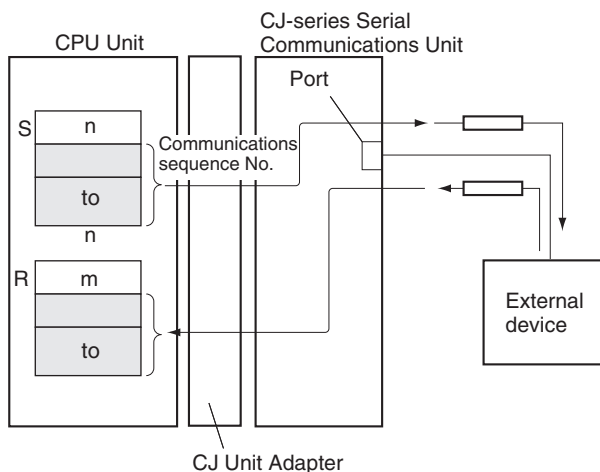 CJ-series Serial
Communications Unit
CPU Unit
Port
S
n
Communications
sequence No.
to
n
R
m
to
External
device
CJ Unit Adapter